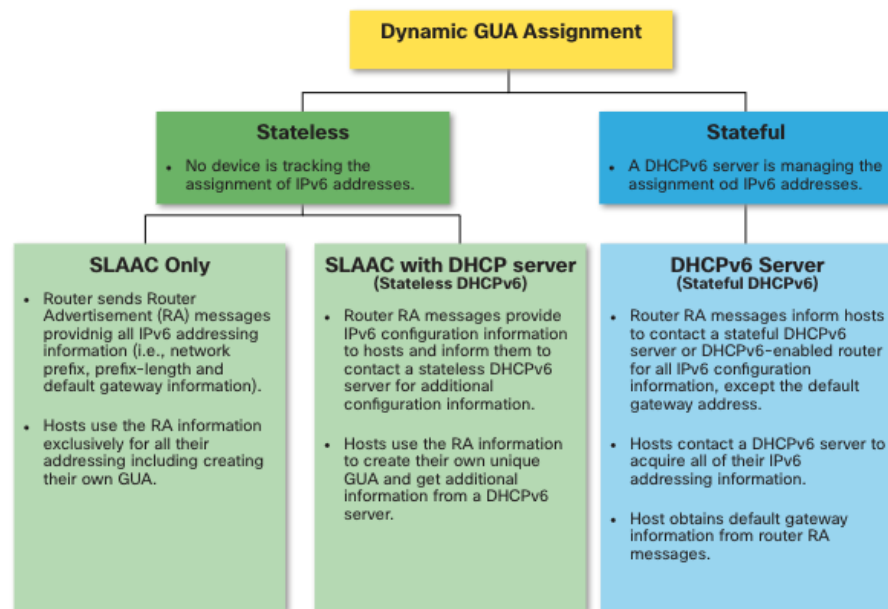 Dynamic GUA Assignment
Stateless
• No device is tracking the
assignment of IPv6 addresses.
Stateful
• A DHCPv6 server is managing the
assignment od IPv6 addresses.
SLAAC Only
• Router sends Router
Advertisement (RA) messages
providnig all IPv6 addressing
information (i.e., network
prefix, prefix-length and
default gateway information).
• Hosts use the RA information
exclusively for all their
addressing including creating
their own GUA.
SLAAC with DHCP server
(Stateless DHCPv6)
• Router RA messages provide
IPv6 configuration information
to hosts and inform them to
contact a stateless DHCPv6
server for additional
configuration information.
• Hosts use the RA information
to create their own unique
GUA and get additional
information from a DHCPv6
server.
DHCPv6 Server
(Stateful DHCPv6)
• Router RA messages inform hosts
to contact a stateful DHCPv6
server or DHCPv6-enabled router
for all IPv6 configuration
information, except the default
gateway address.
• Hosts contact a DHCPv6 server to
acquire all of their IPv6
addressing information.
• Host obtains default gateway
information from router RA
messages.